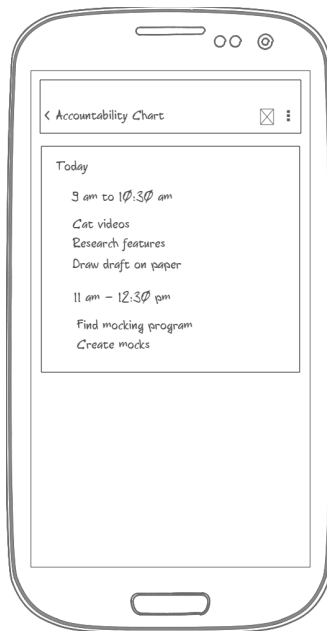 < Accountability Chart
Today
9 am to 10:30 am
Cat videos
Research features
Draw draft on paper
11 am - 12:30 pm
Find mocking program
Create mocks